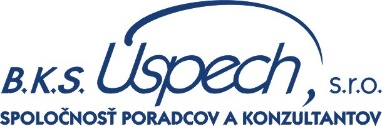 B.K.S. Úspech, s.r.o.
SPOLOČNOSŤ PORADCOV A KONZULTANTOV